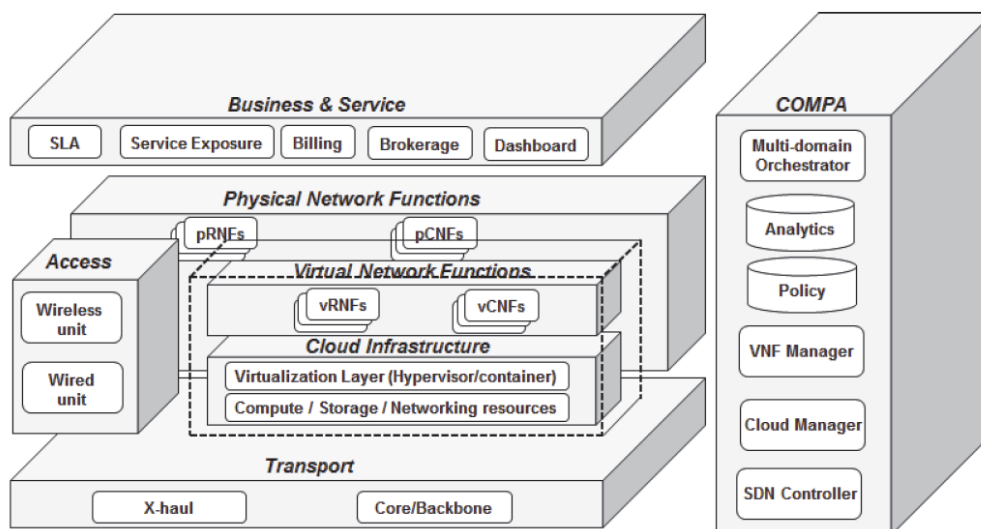 Business & Service
SLA
Service Exposure
Billing
Brokerage
Dashboard
Physical Network Functions
pRNFs
pCNFs
Access
Wireless
unit
Wired
unit
Virtual Network Functions
vRNFs
vCNFs
Cloud Infrastructure
Virtualization Layer (Hypervisor/container)
Compute / Storage / Networking resources
Transport
X-haul
Core/Backbone
COMPA
Multi-domain
Orchestrator
Analytics
Policy
VNF Manager
Cloud Manager
SDN Controller